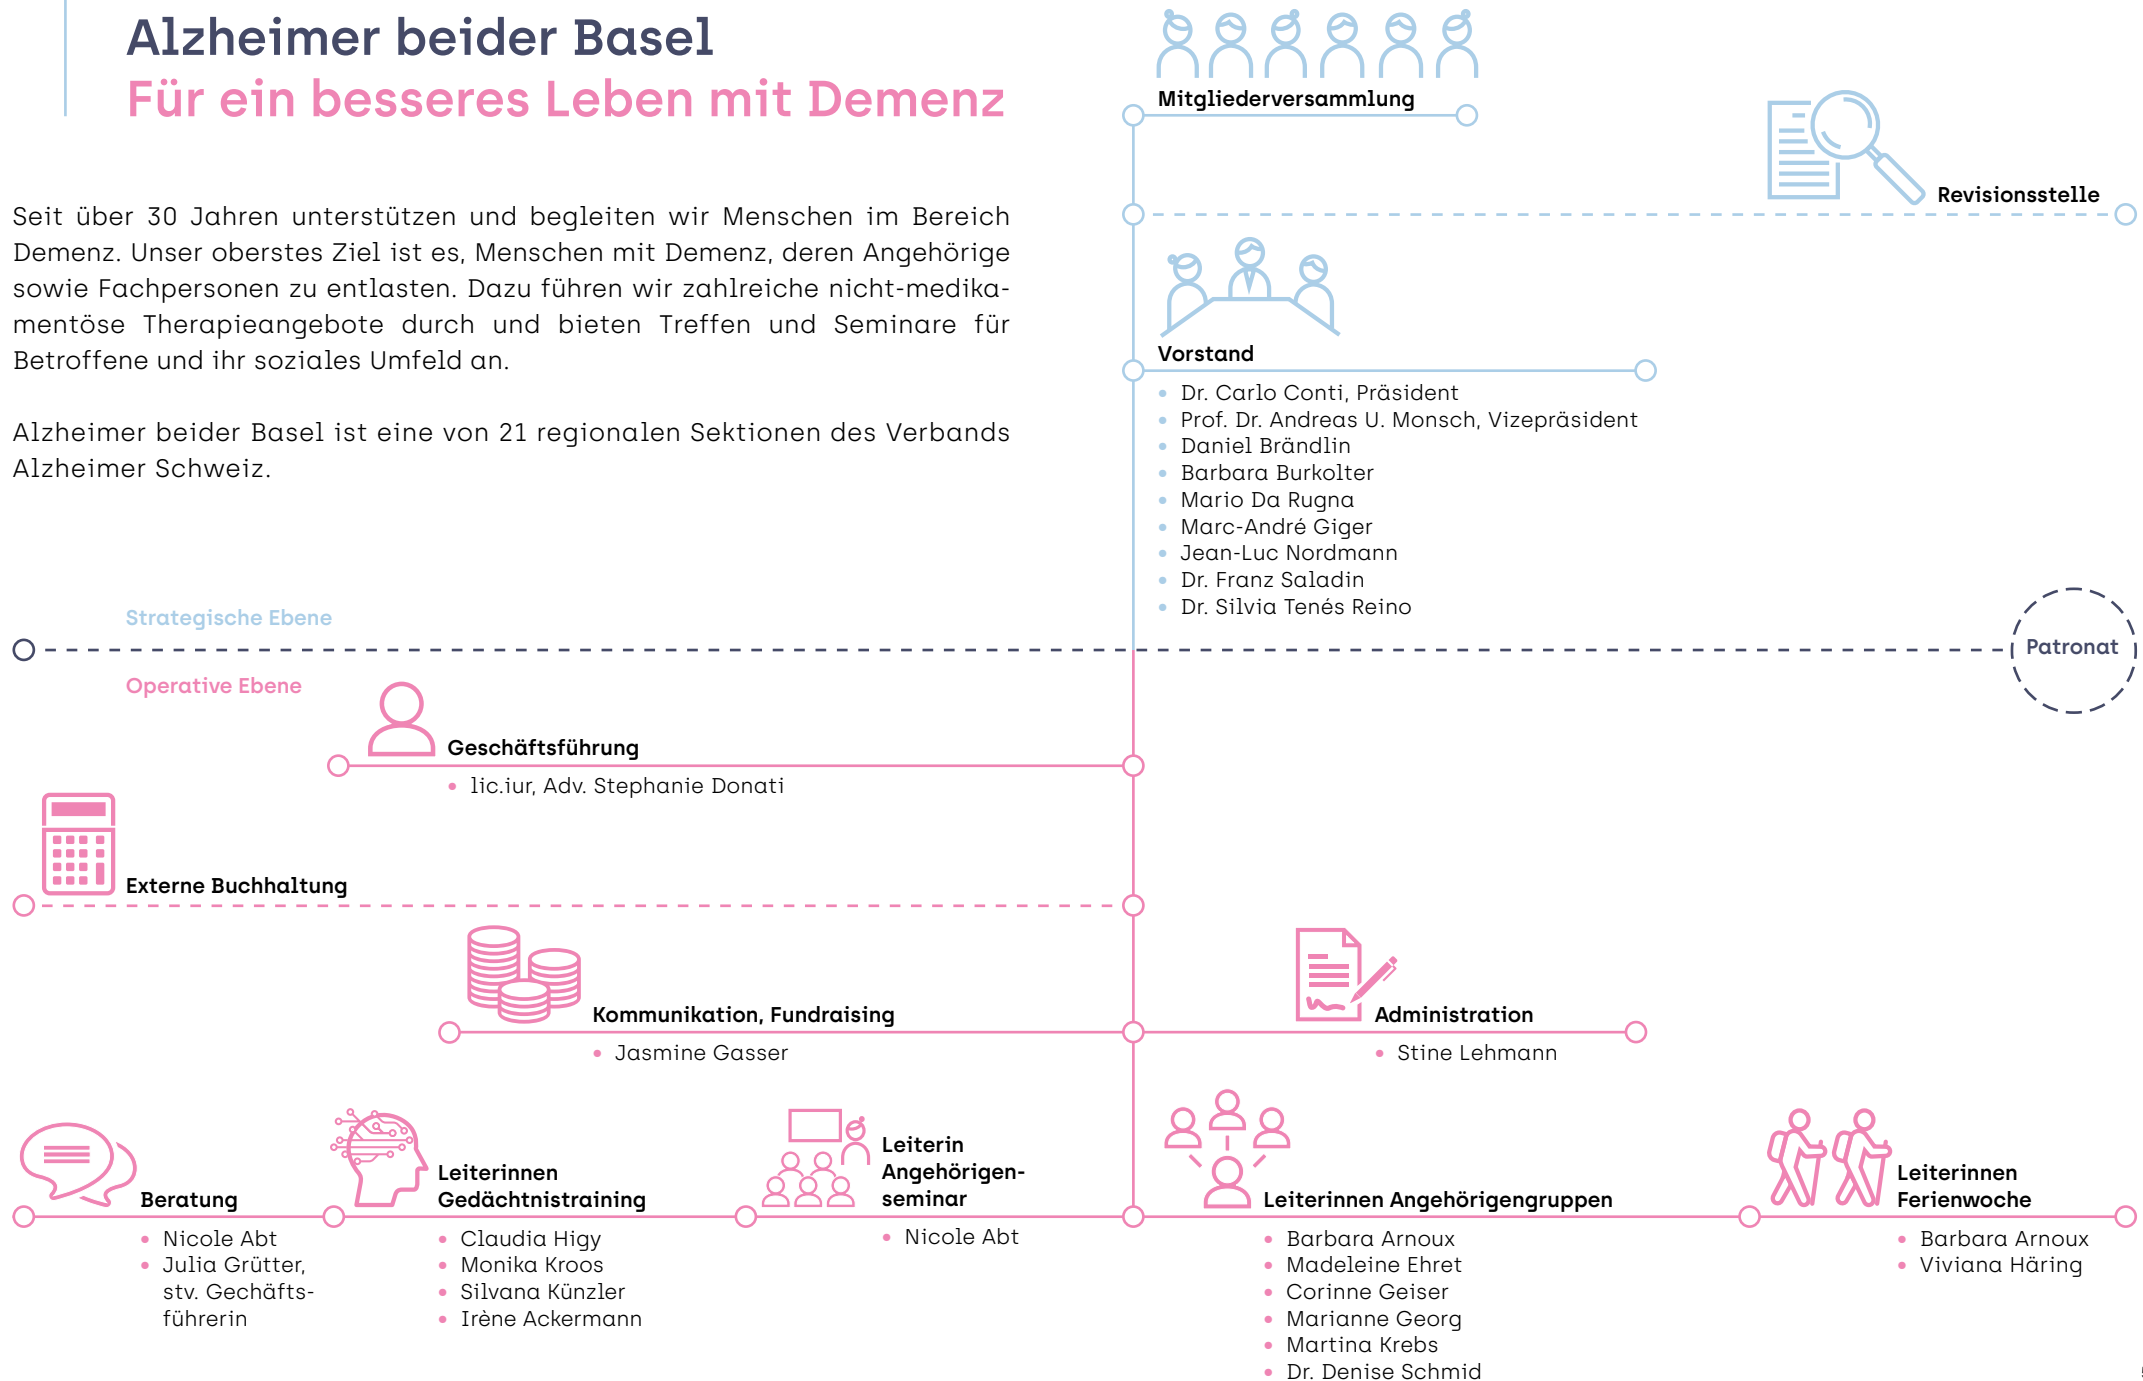 Alzheimer beider Basel
Für ein besseres Leben mit Demenz
Seit über 30 Jahren unterstützen und begleiten wir Menschen im Bereich
Demenz. Unser oberstes Ziel ist es, Menschen mit Demenz, deren Angehörige
sowie Fachpersonen zu entlasten. Dazu führen wir zahlreiche nicht-medika-
mentöse Therapieangebote durch und bieten Treffen und Seminare für
Betroffene und ihr soziales Umfeld an.
Alzheimer beider Basel ist eine von 21 regionalen Sektionen des Verbands
Alzheimer Schweiz.
Mitgliederversammlung
Revisionsstelle
Vorstand
• Dr. Carlo Conti, Präsident
• Prof. Dr. Andreas U. Monsch, Vizepräsident
• Daniel Brändlin
• Barbara Burkolter
• Mario Da Rugna
• Marc-André Giger
• Jean-Luc Nordmann
• Dr. Franz Saladin
• Dr. Silvia Tenés Reino
Strategische Ebene
Patronat
Operative Ebene
Geschäftsführung
• lic.iur, Adv. Stephanie Donati
Externe Buchhaltung
Kommunikation, Fundraising
• Jasmine Gasser
Administration
• Stine Lehmann
Beratung
• Nicole Abt
• Julia Grütter,
stv. Gechäfts-
führerin
Leiterinnen
Gedächtnistraining
• Claudia Higy
• Monika Kroos
• Silvana Künzler
• Irène Ackermann
Leiterin
Angehörigen-
seminar
• Nicole Abt
Leiterinnen Angehörigengruppen
• Barbara Arnoux
• Madeleine Ehret
• Corinne Geiser
• Marianne Georg
• Martina Krebs
• Dr. Denise Schmid
Leiterinnen
Ferienwoche
• Barbara Arnoux
• Viviana Häring